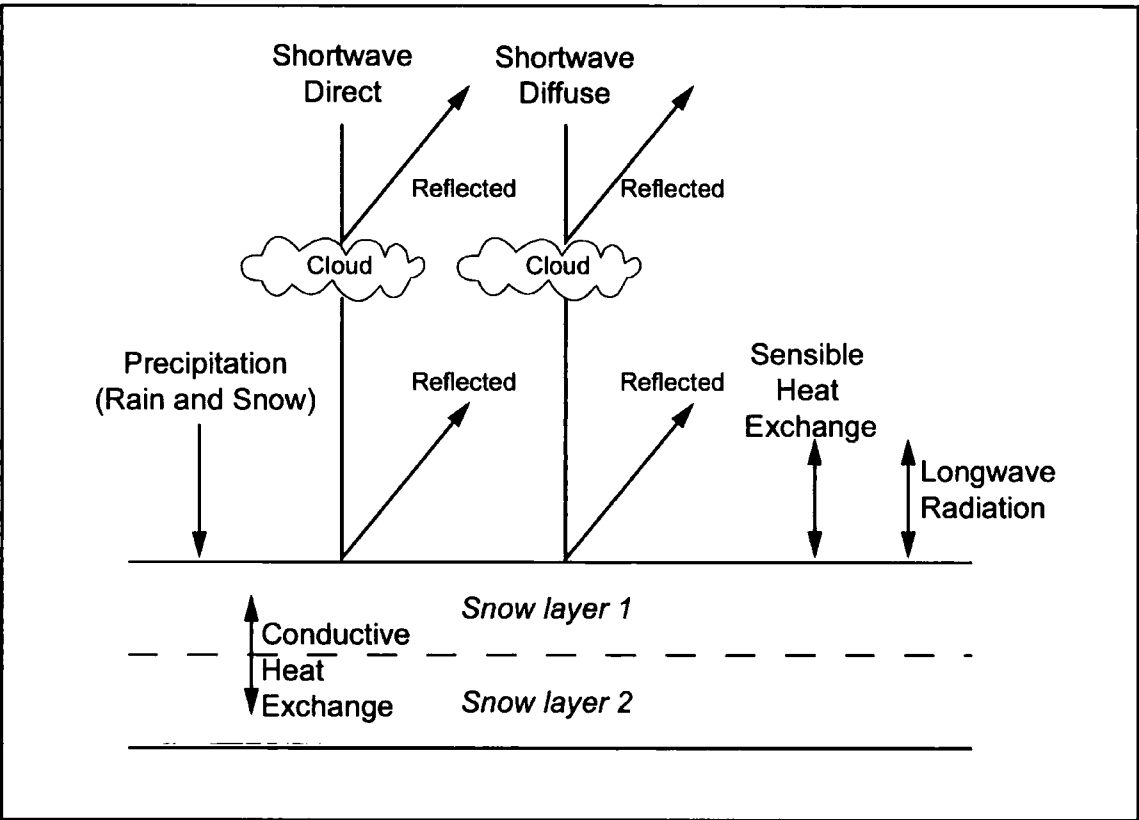 Shortwave
Direct
Shortwave
Diffuse
Reflected
Reflected
Cloud
Cloud
Precipitation
(Rain and Snow)
Reflected
Reflected
Sensible
Heat
Exchange
Longwave
Radiation
Snow layer 1
Conductive
Heat
Exchange
Snow layer 2